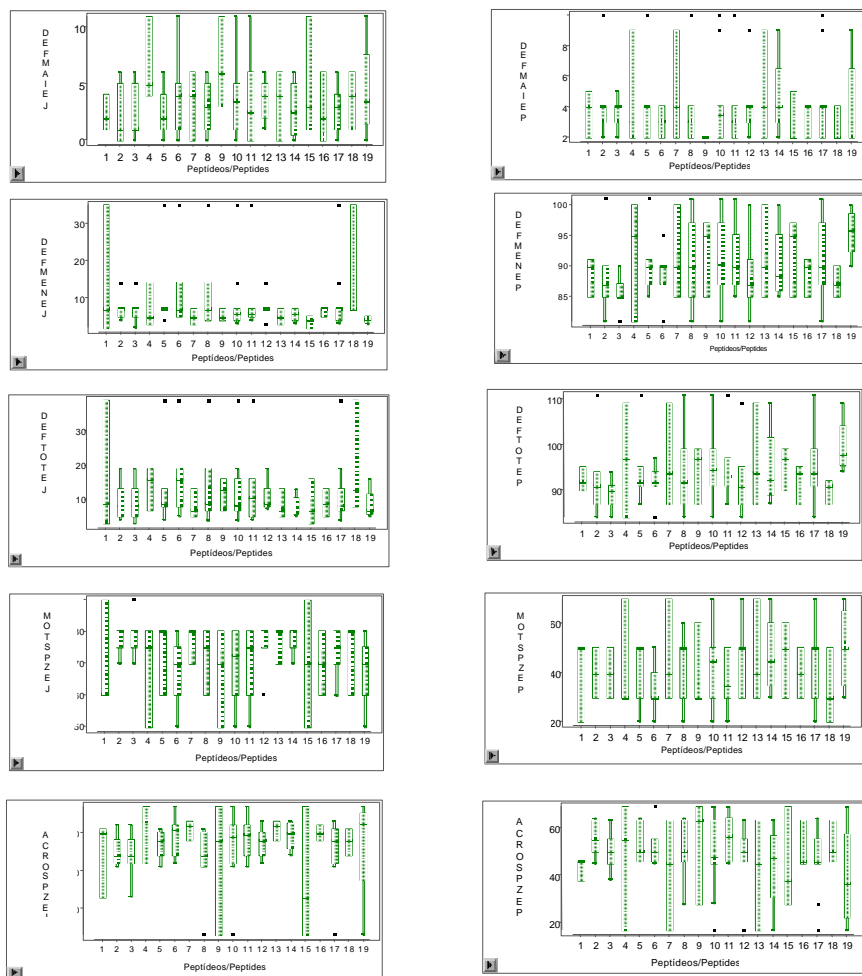 DEFMAIEJ
10
5
0
1 2 3 4 5 6 7 8 9 10 11 12 13 14 15 16 17 18 19
Peptídeos/Peptides
DEFMAIEP
10
8
6
4
2
1 2 3 4 5 6 7 8 9 10 11 12 13 14 15 16 17 18 19
Peptídeos/Peptides
DEFMENEJ
30
20
10
1 2 3 4 5 6 7 8 9 10 11 12 13 14 15 16 17 18 19
Peptídeos/Peptides
DEFMENEP
100
95
90
85
1 2 3 4 5 6 7 8 9 10 11 12 13 14 15 16 17 18 19
Peptídeos/Peptides
DEFTOTEJ
30
20
10
1 2 3 4 5 6 7 8 9 10 11 12 13 14 15 16 17 18 19
Peptídeos/Peptides
DEFTOTEP
110
100
90
1 2 3 4 5 6 7 8 9 10 11 12 13 14 15 16 17 18 19
Peptídeos/Peptides
MOTSPZEJ
1 2 3 4 5 6 7 8 9 10 11 12 13 14 15 16 17 18 19
Peptídeos/Peptides
MOTSPZEP
40
20
1 2 3 4 5 6 7 8 9 10 11 12 13 14 15 16 17 18 19
Peptídeos/Peptides
ACROSPZE
1 2 3 4 5 6 7 8 9 10 11 12 13 14 15 16 17 18 19
Peptídeos/Peptides
ACROSPZEP
60
40
20
1 2 3 4 5 6 7 8 9 10 11 12 13 14 15 16 17 18 19
Peptídeos/Peptides